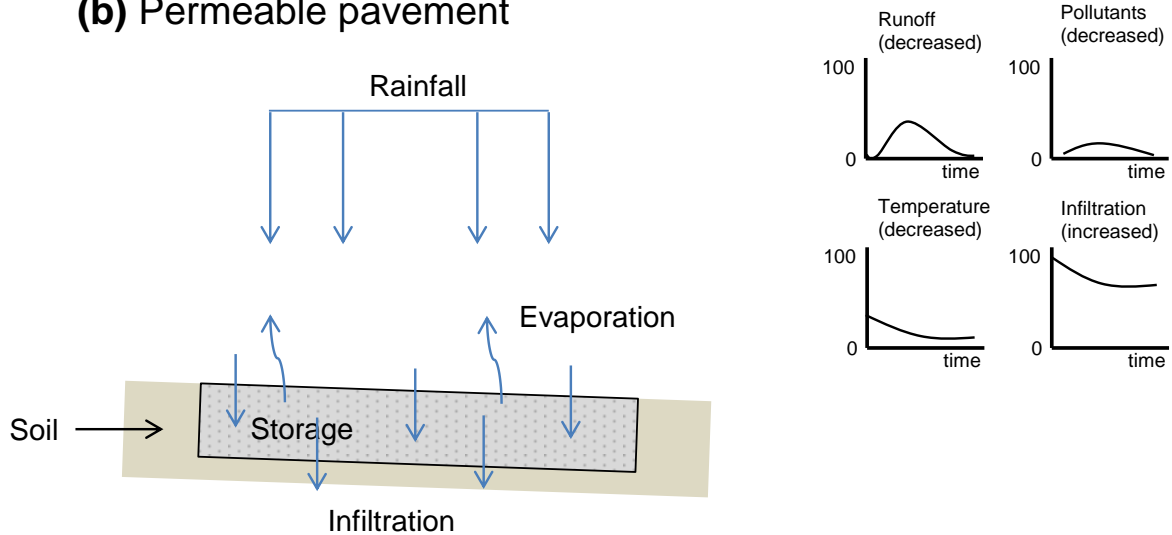 (b) Permeable pavement
Rainfall
Evaporation
Soil
Storage
Infiltration
Runoff
(decreased)
100
0
time
Pollutants
(decreased)
100
0
time
Temperature
(decreased)
100
0
time
Infiltration
(increased)
100
0
time